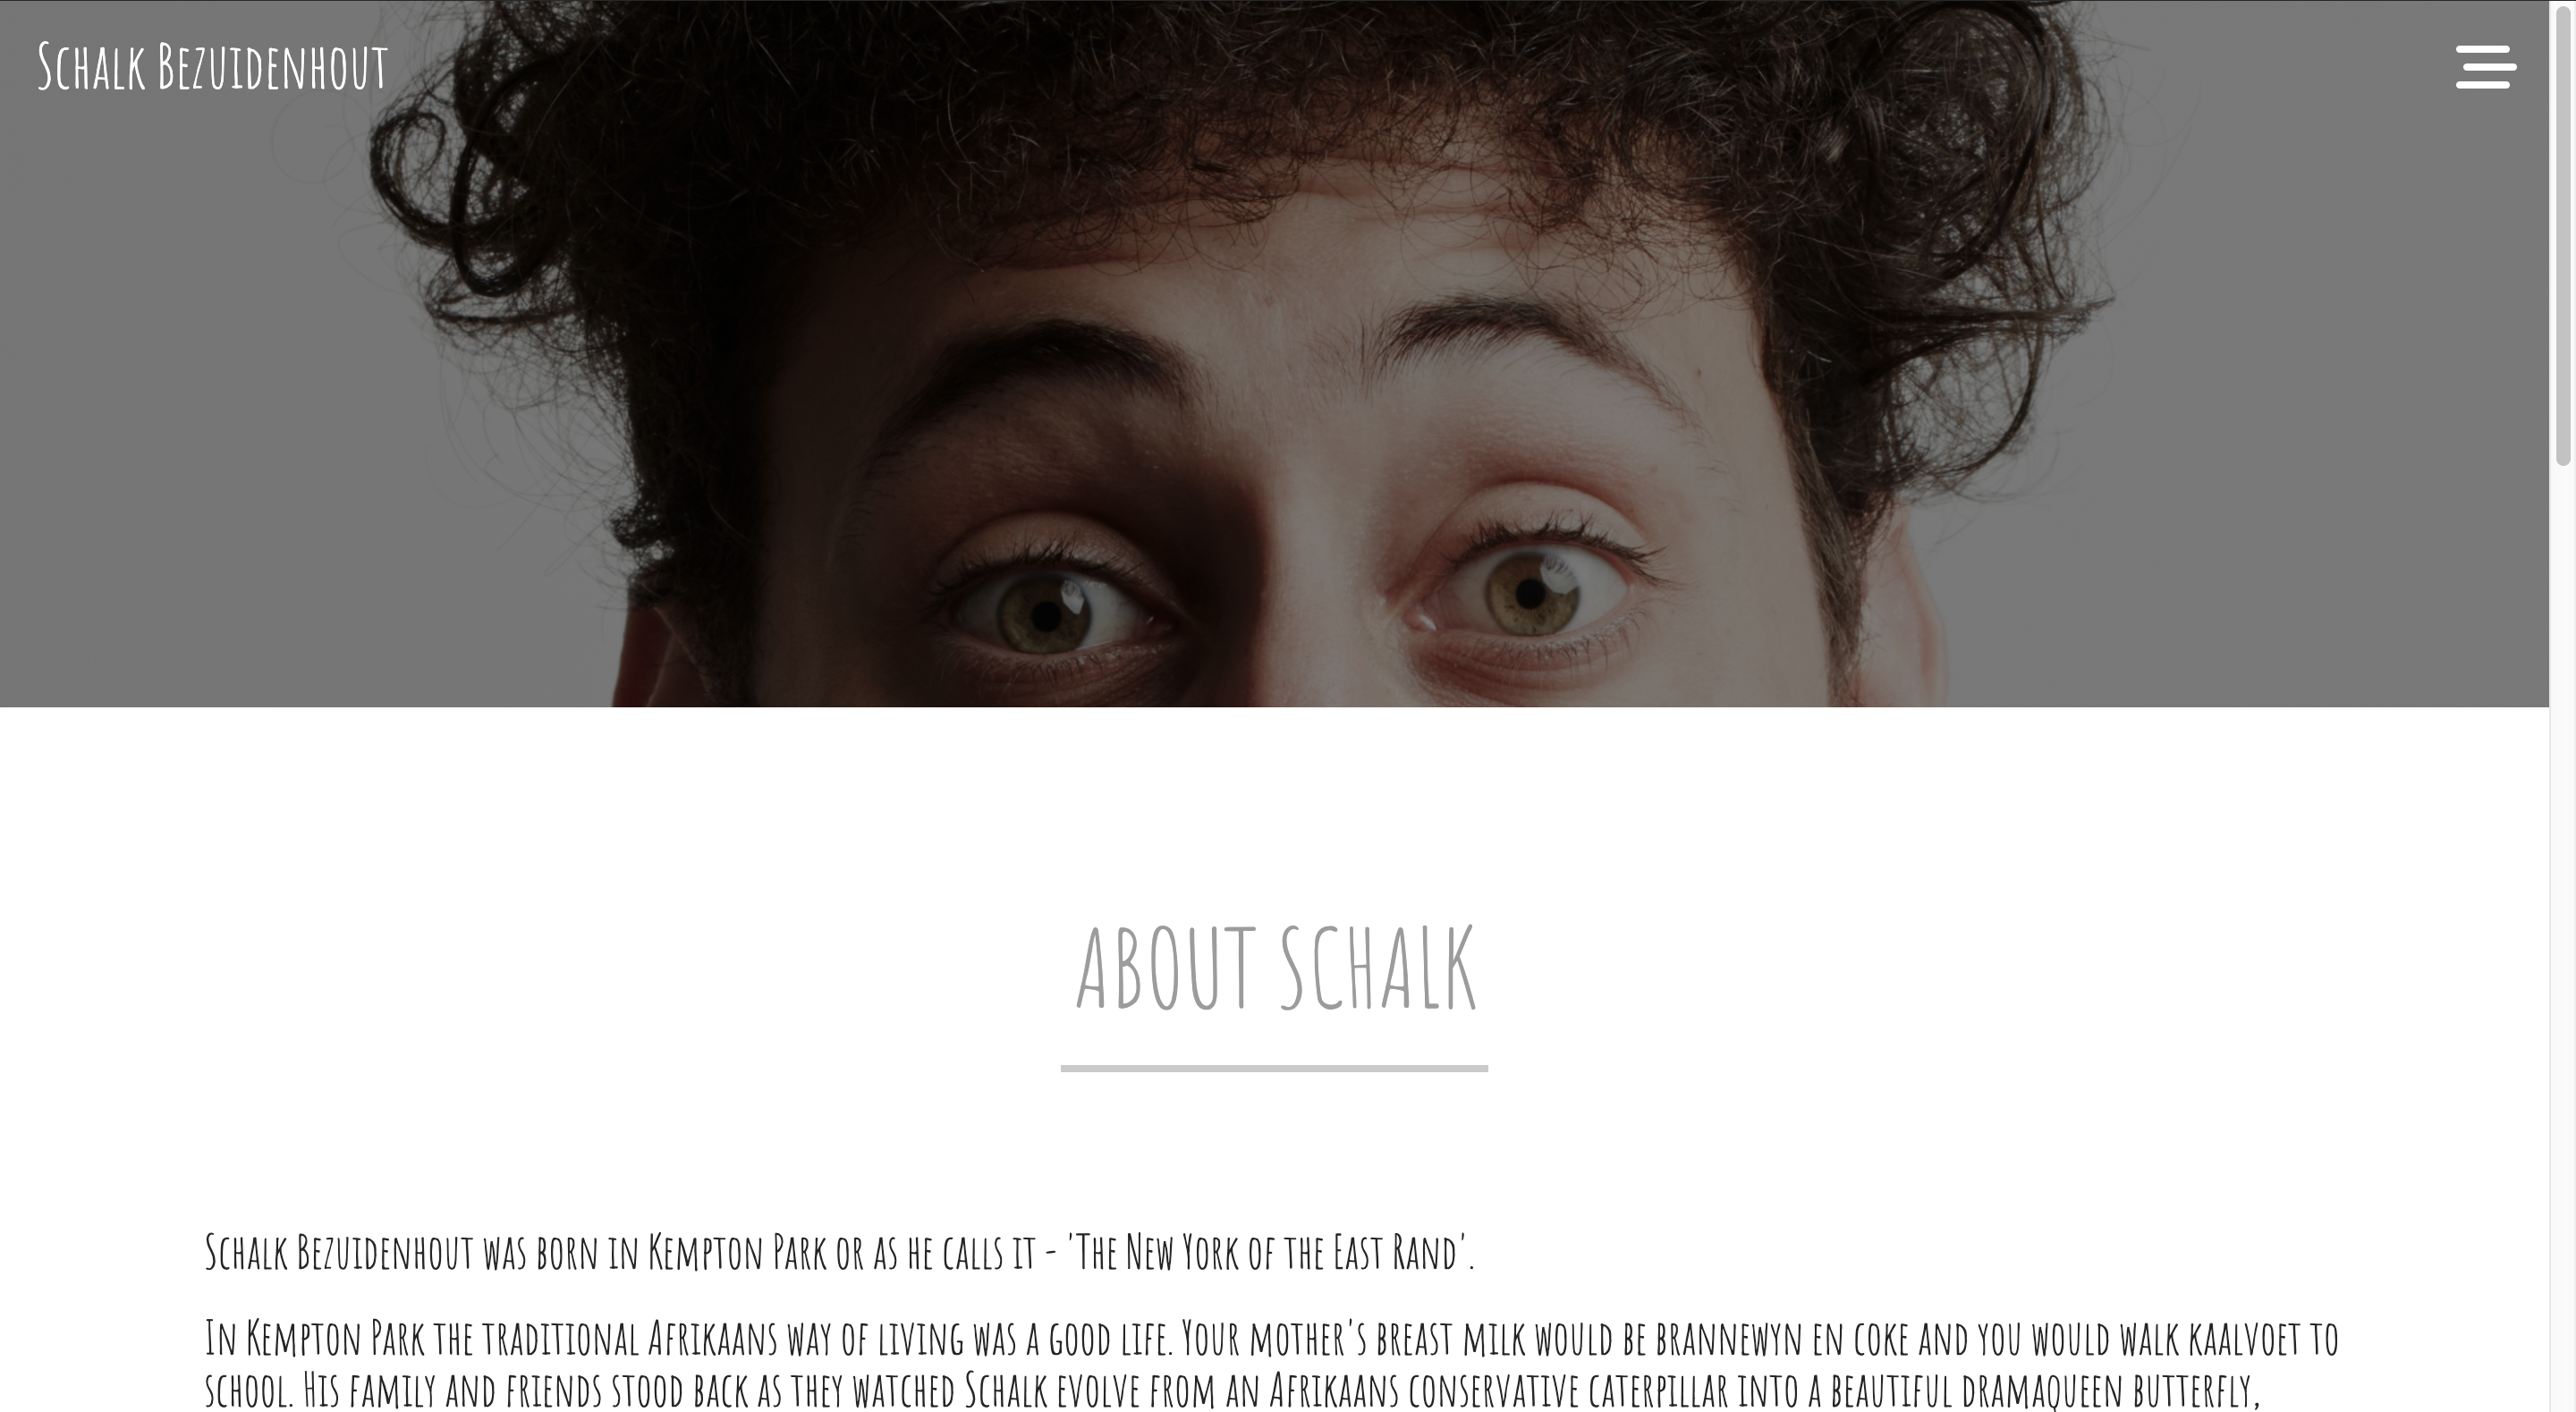 Schalk Bezuidenhout
ABOUT SCHALK
Schalk Bezuidenhout was born in Kempton Park or as he calls it - 'The New York of the East Rand'.
In Kempton Park the traditional Afrikaans way of living was a good life. Your mother's breast milk would be brannewyn en coke and you would walk kaalvoet to
school. His family and friends stood back as they watched Schalk evolve from an Afrikaans conservative caterpillar into a beautiful dramaqueen butterfly,